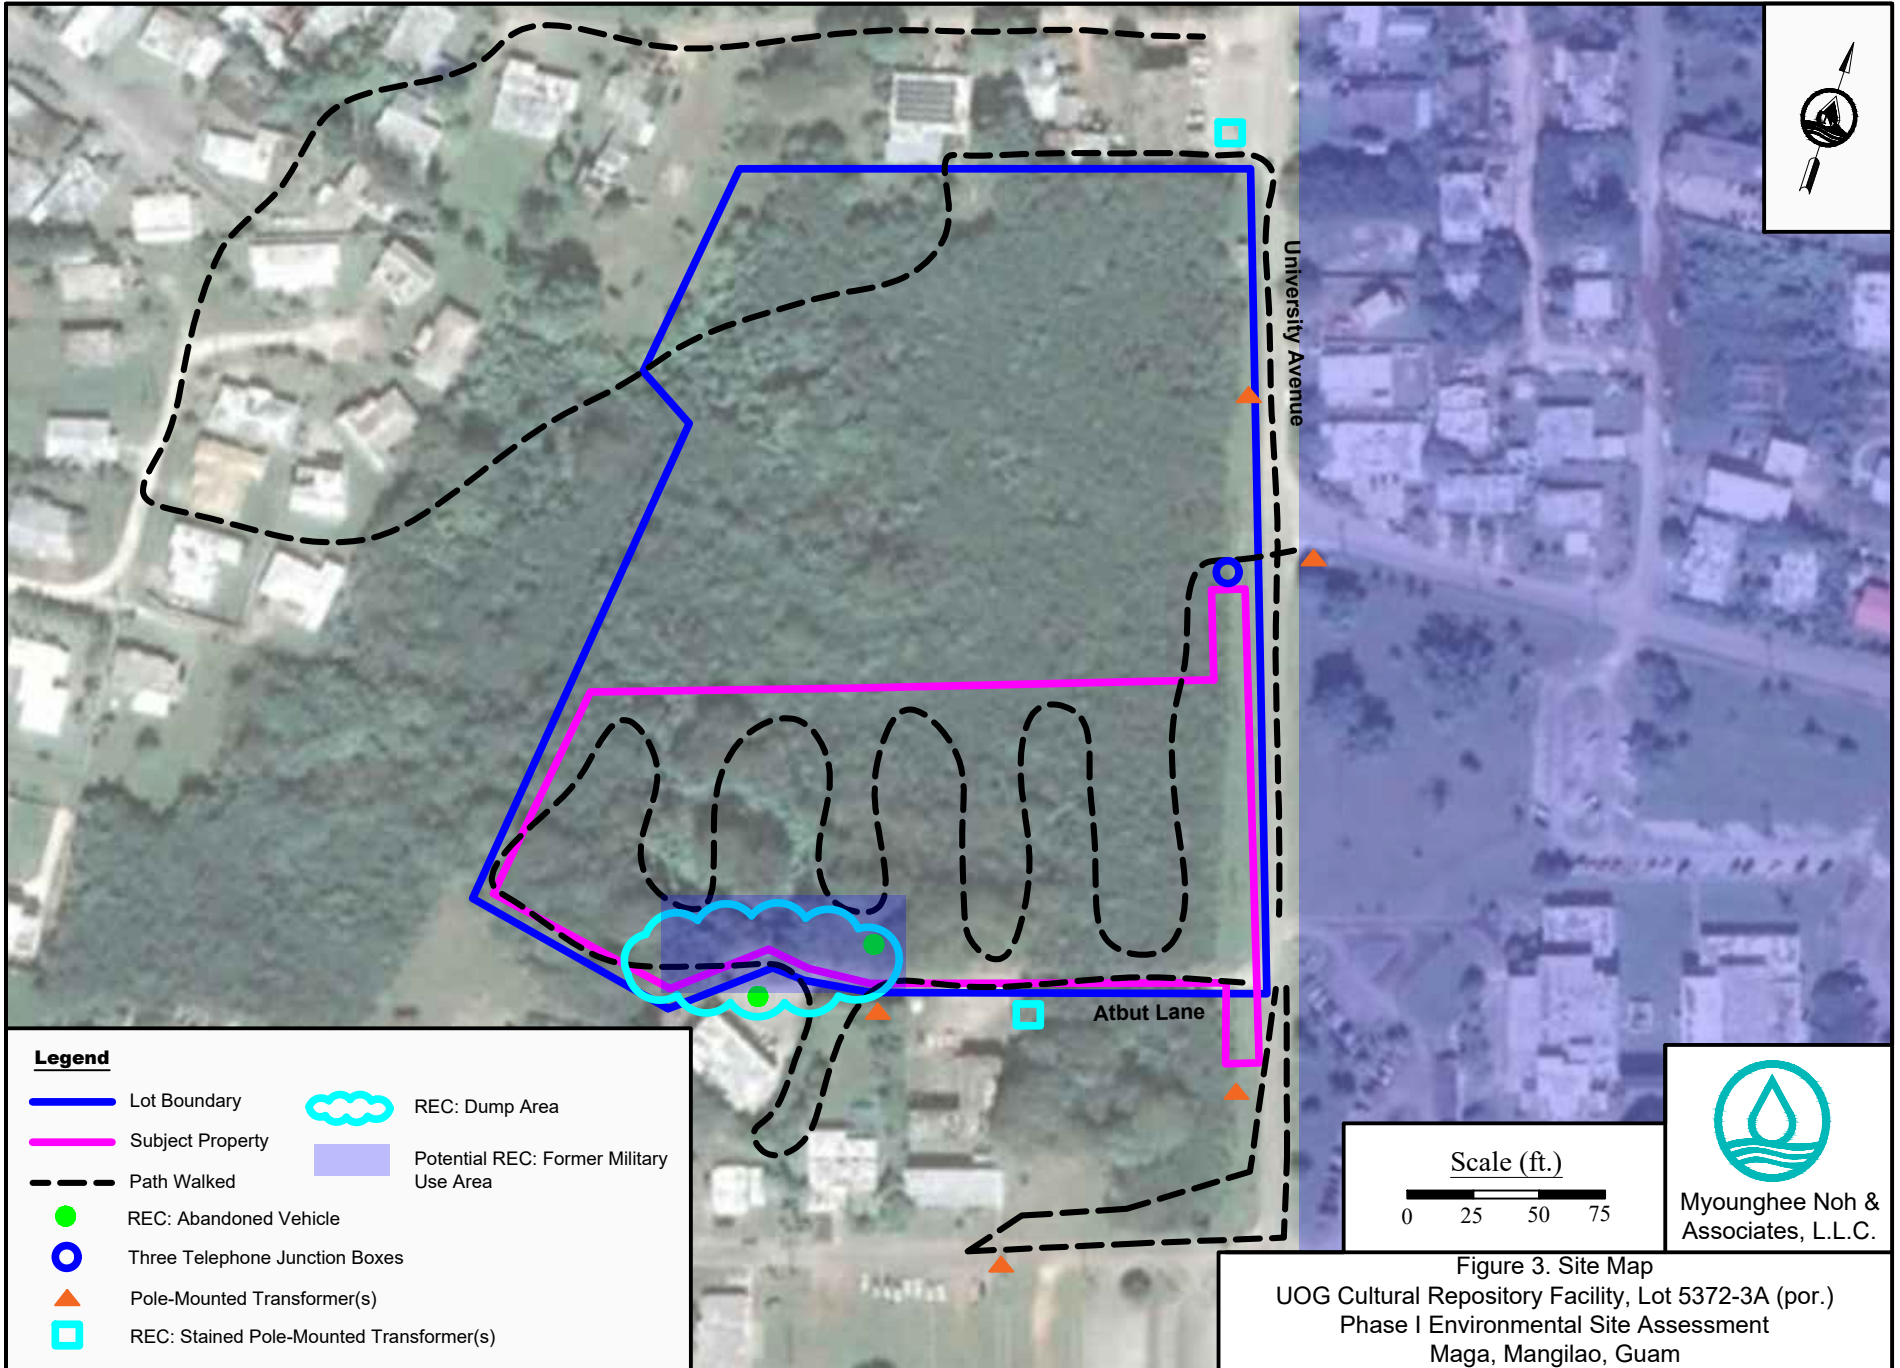 University Avenue
Atbut Lane
Legend
Lot Boundary
Subject Property
Path Walked
REC: Abandoned Vehicle
Three Telephone Junction Boxes
Pole-Mounted Transformer(s)
REC: Stained Pole-Mounted Transformer(s)
REC: Dump Area
Potential REC: Former Military
Use Area
Scale (ft.)
0 25 50 75
Myounghee Noh &
Associates, L.L.C.
Figure 3. Site Map
UOG Cultural Repository Facility, Lot 5372-3A (por.)
Phase I Environmental Site Assessment
Maga, Mangilao, Guam